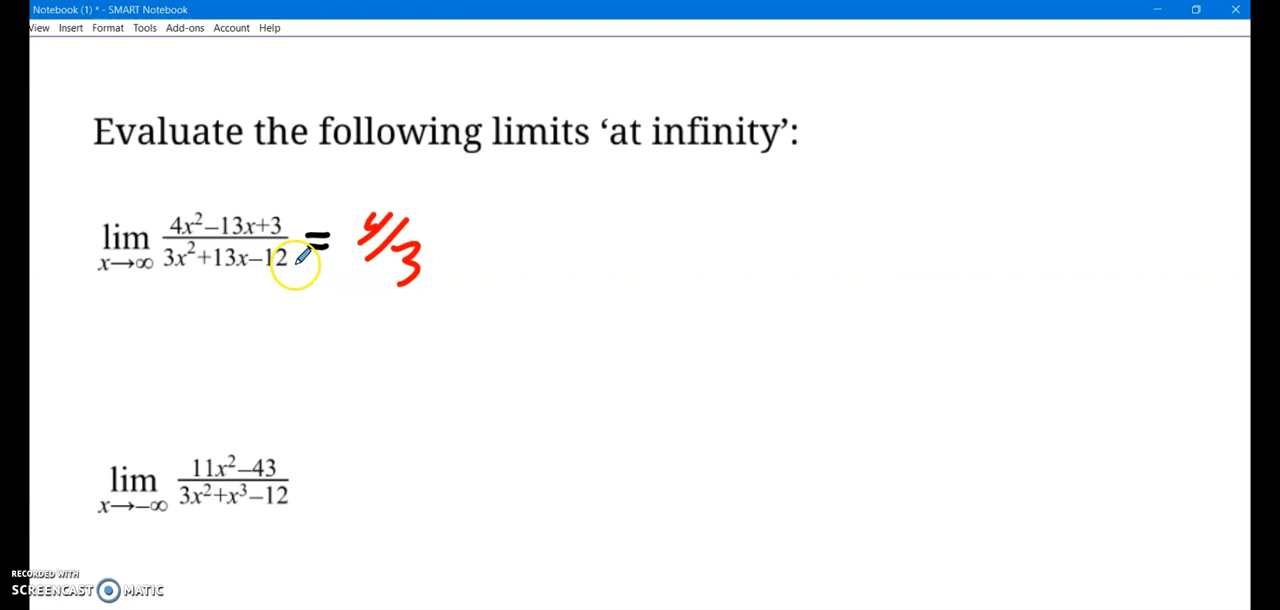 Notebook (1) * - SMART Notebook
View Insert Format Tools Add-ons Account Help
Evaluate the following limits ‘at infinity’:
lim x→∞ (4x²–13x+3)/(3x²+13x–12) = 4/3
lim x→–∞ (11x²–43)/(3x²+x³–12)
RECORDED WITH
SCREENCAST MATIC